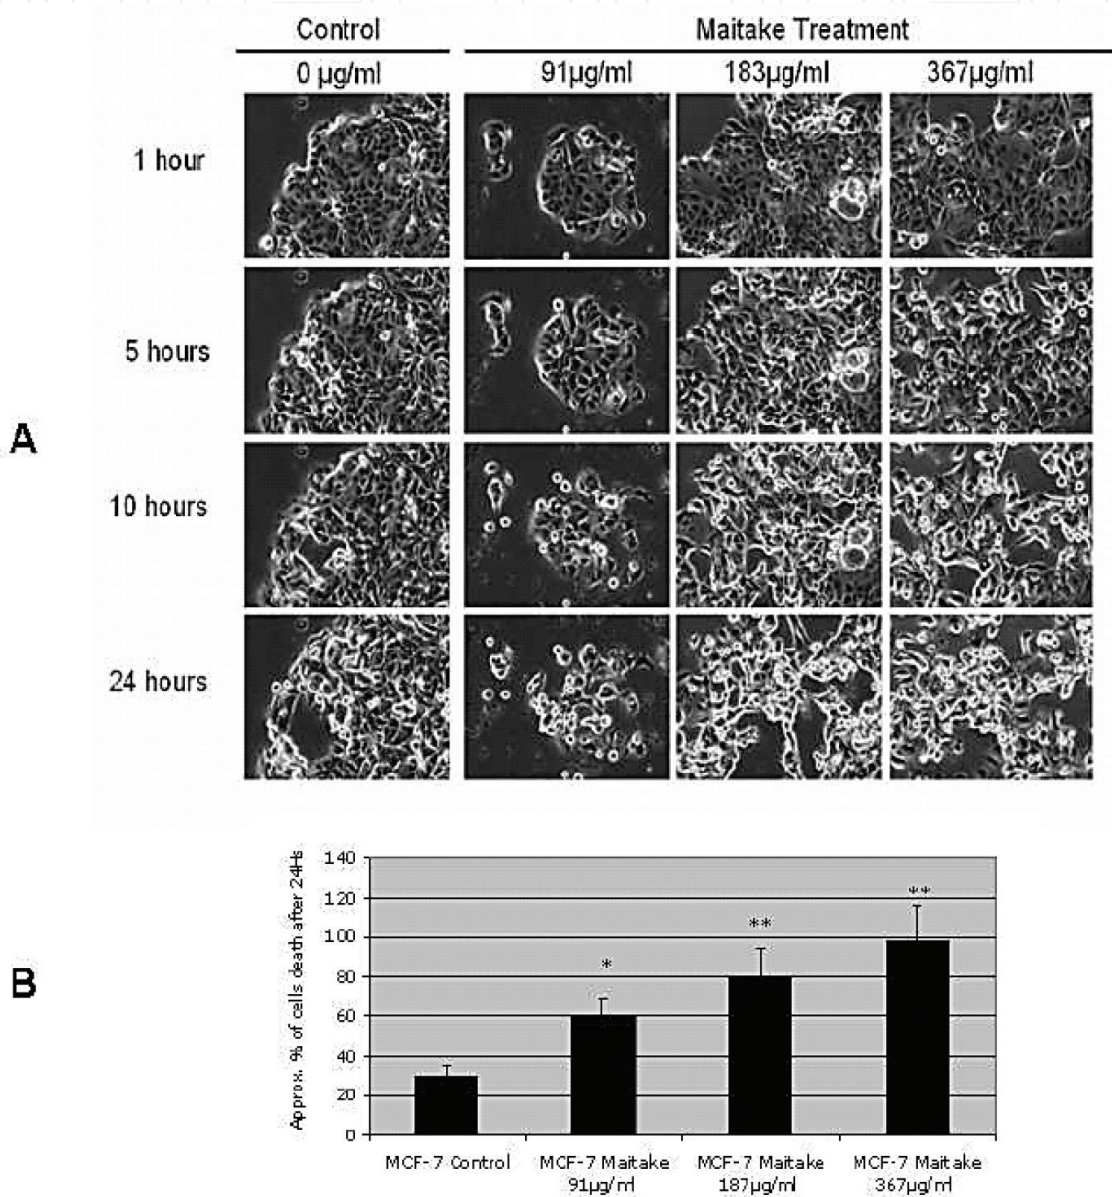 Control Maitake Treatment
0 µg/ml 91µg/ml 183µg/ml 367µg/ml
1 hour
5 hours
A
10 hours
24 hours
B
Approx. % of cells death after 24Hs
140
120
100
80
60
40
20
0
*
**
**
MCF-7 Control MCF-7 Maitake MCF-7 Maitake MCF-7 Maitake
91µg/ml 187µg/ml 367µg/ml